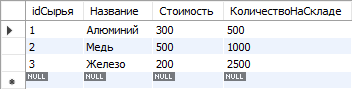 idСырья Название Стоимость КоличествоНаСкладе
1 Алюминий 300 500
2 Медь 500 1000
3 Железо 200 2500
NULL NULL NULL NULL